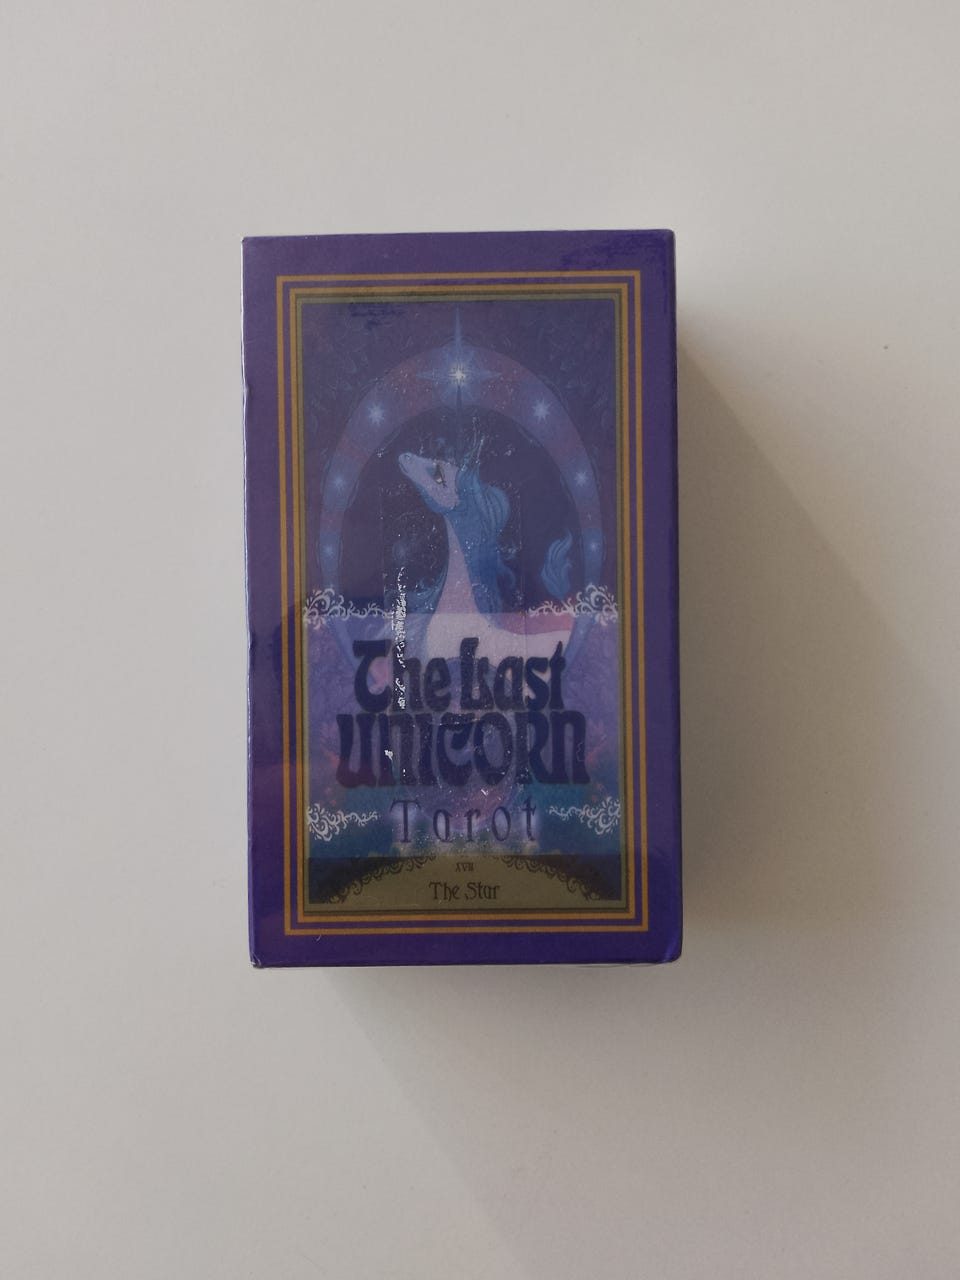 The Last
UNICORN
Tarot
XVII
The Star